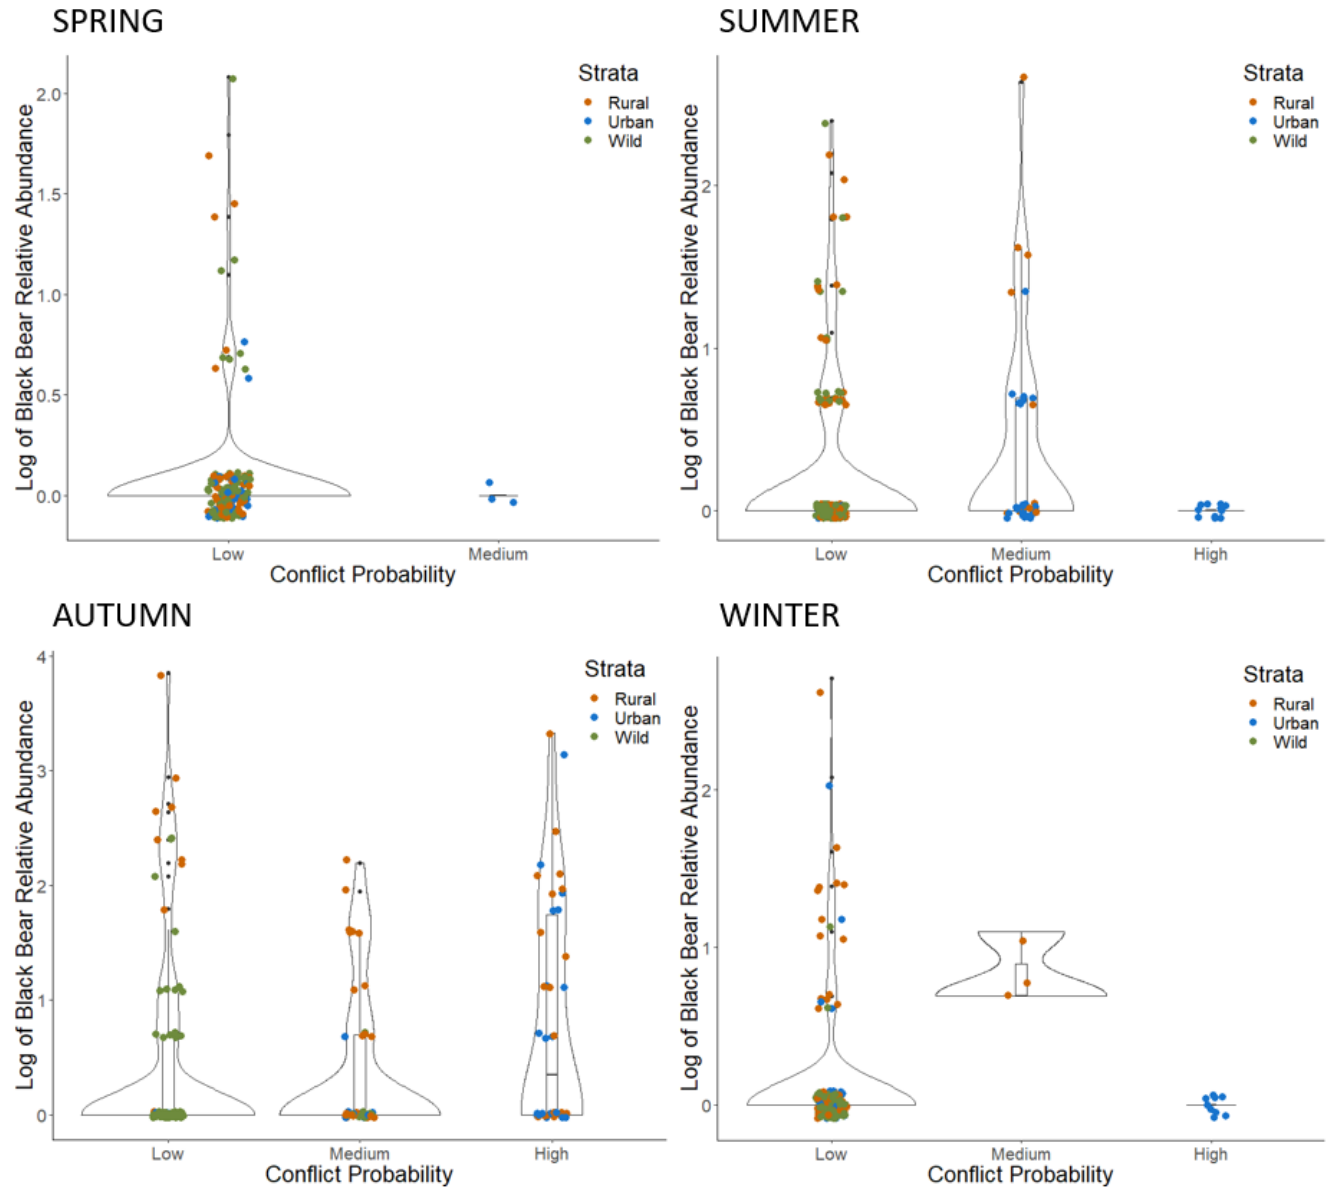 SPRING
Strata
Rural
Urban
Wild
Log of Black Bear Relative Abundance
2.0
1.5
1.0
0.5
0.0
Low
Medium
Conflict Probability
SUMMER
Strata
Rural
Urban
Wild
Log of Black Bear Relative Abundance
2
1
0
Low
Medium
High
Conflict Probability
AUTUMN
Strata
Rural
Urban
Wild
Log of Black Bear Relative Abundance
4
3
2
1
0
Low
Medium
High
Conflict Probability
WINTER
Strata
Rural
Urban
Wild
Log of Black Bear Relative Abundance
2
1
0
Low
Medium
High
Conflict Probability